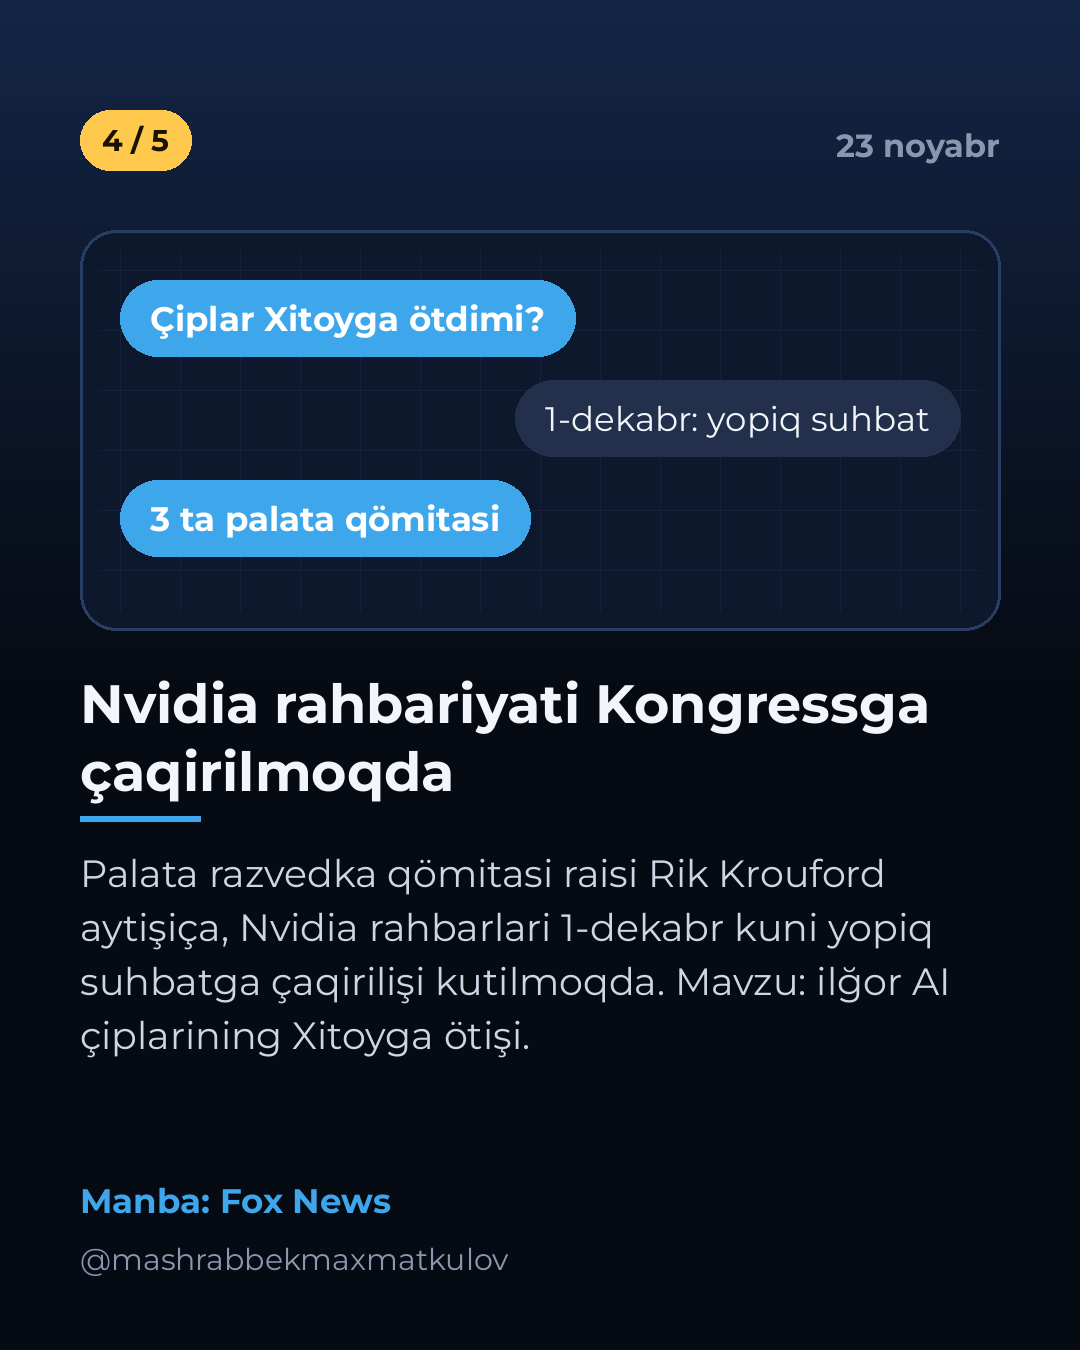 4 / 5
23 noyabr
Çiplar Xitoyga ötdimi?
1-dekabr: yopiq suhbat
3 ta palata qömitasi
Nvidia rahbariyati Kongressga
çaqirilmoqda
Palata razvedka qömitasi raisi Rik Krouford
aytişiça, Nvidia rahbarlari 1-dekabr kuni yopiq
suhbatga çaqirilişi kutilmoqda. Mavzu: ilğor AI
çiplarining Xitoyga ötişi.
Manba: Fox News
@mashrabbekmaxmatkulov